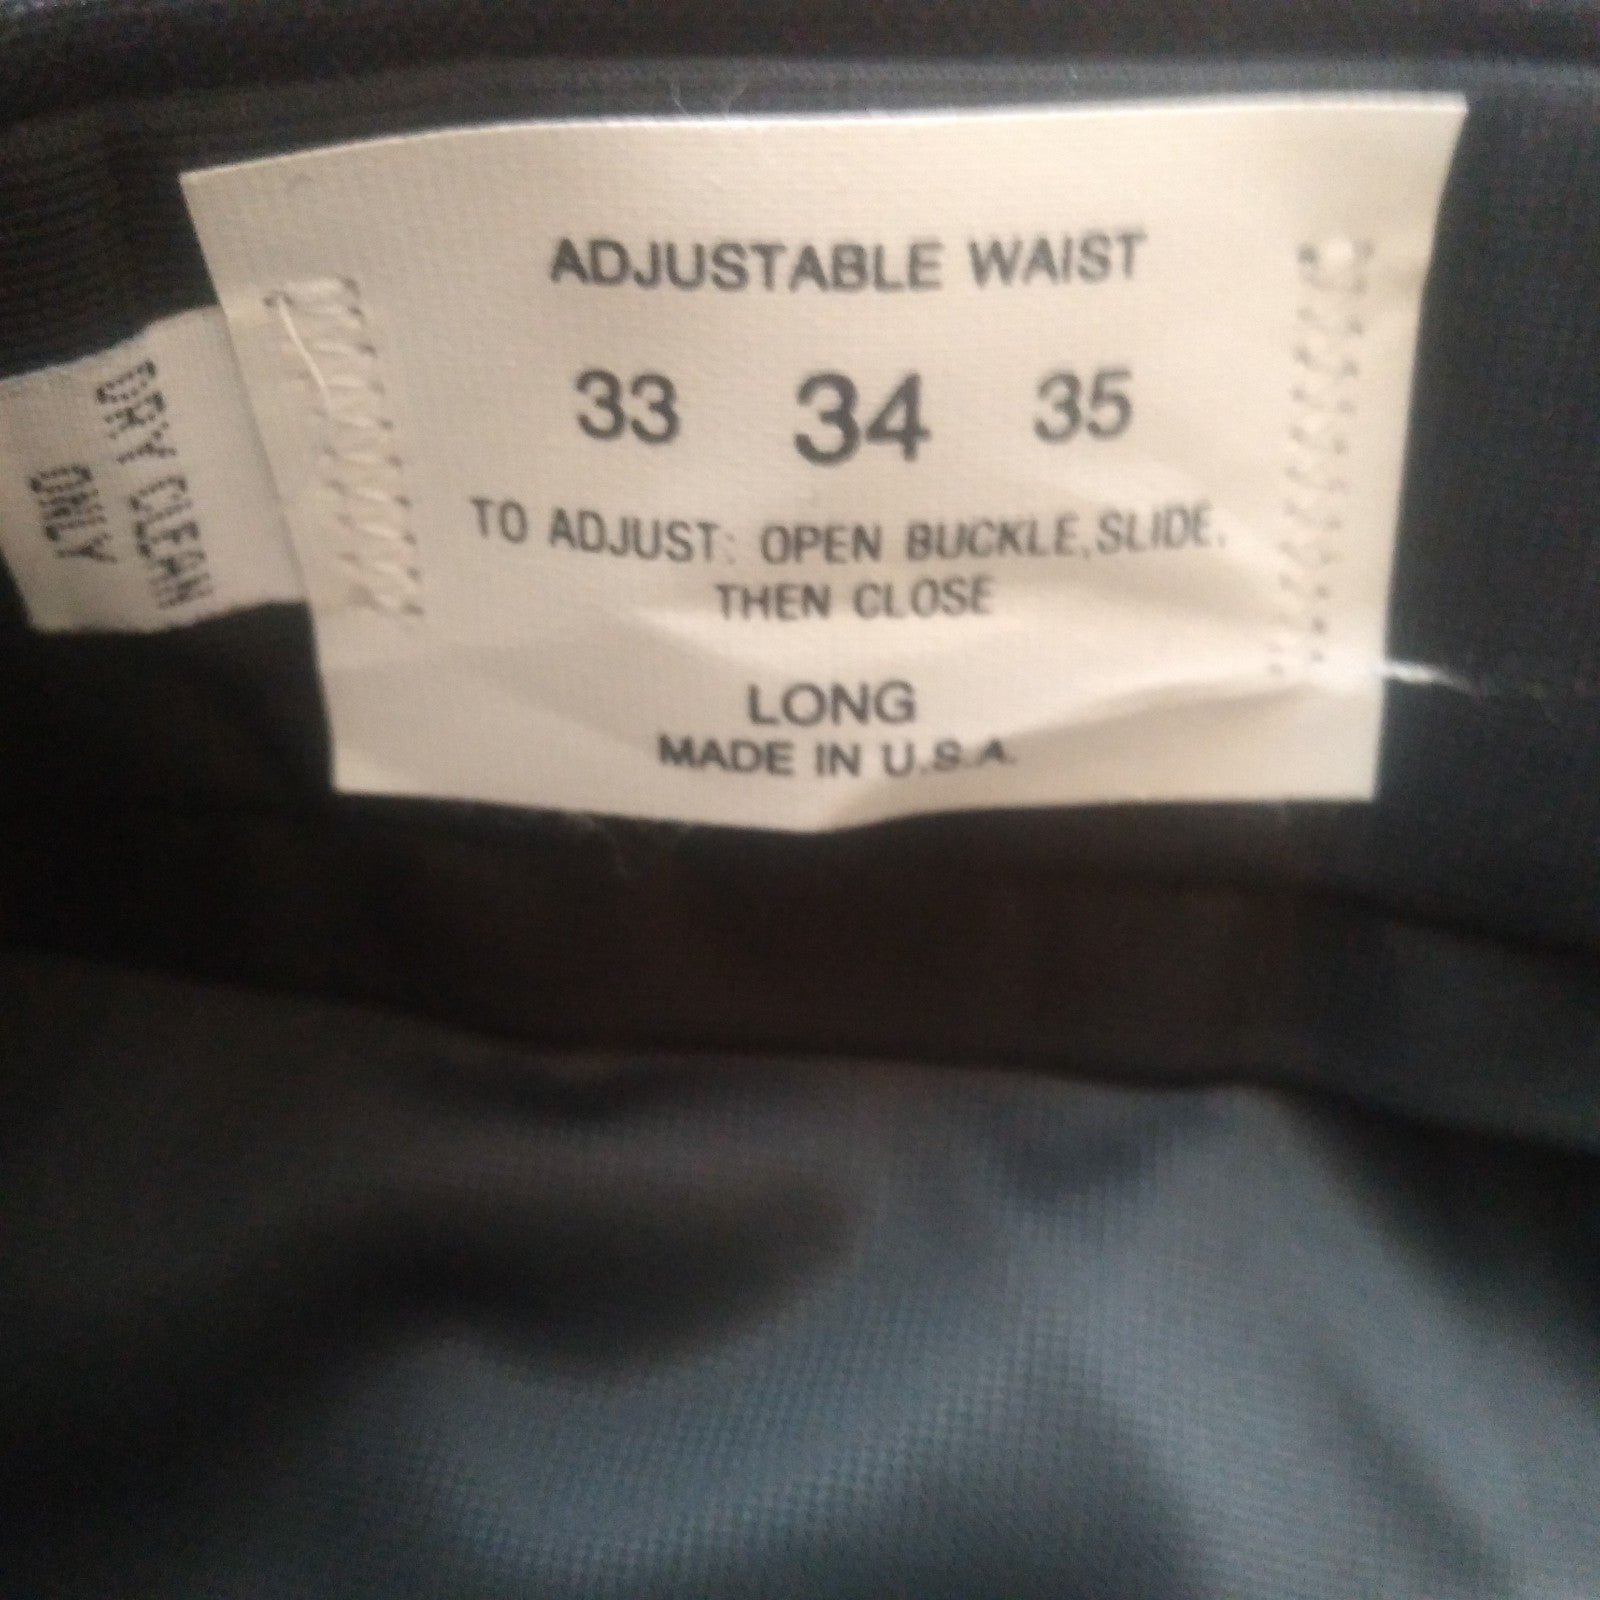 ADJUSTABLE WAIST
33 34 35
TO ADJUST: OPEN BUCKLE, SLIDE,
THEN CLOSE
LONG
MADE IN U.S.A.
DRY CLEAN
ONLY